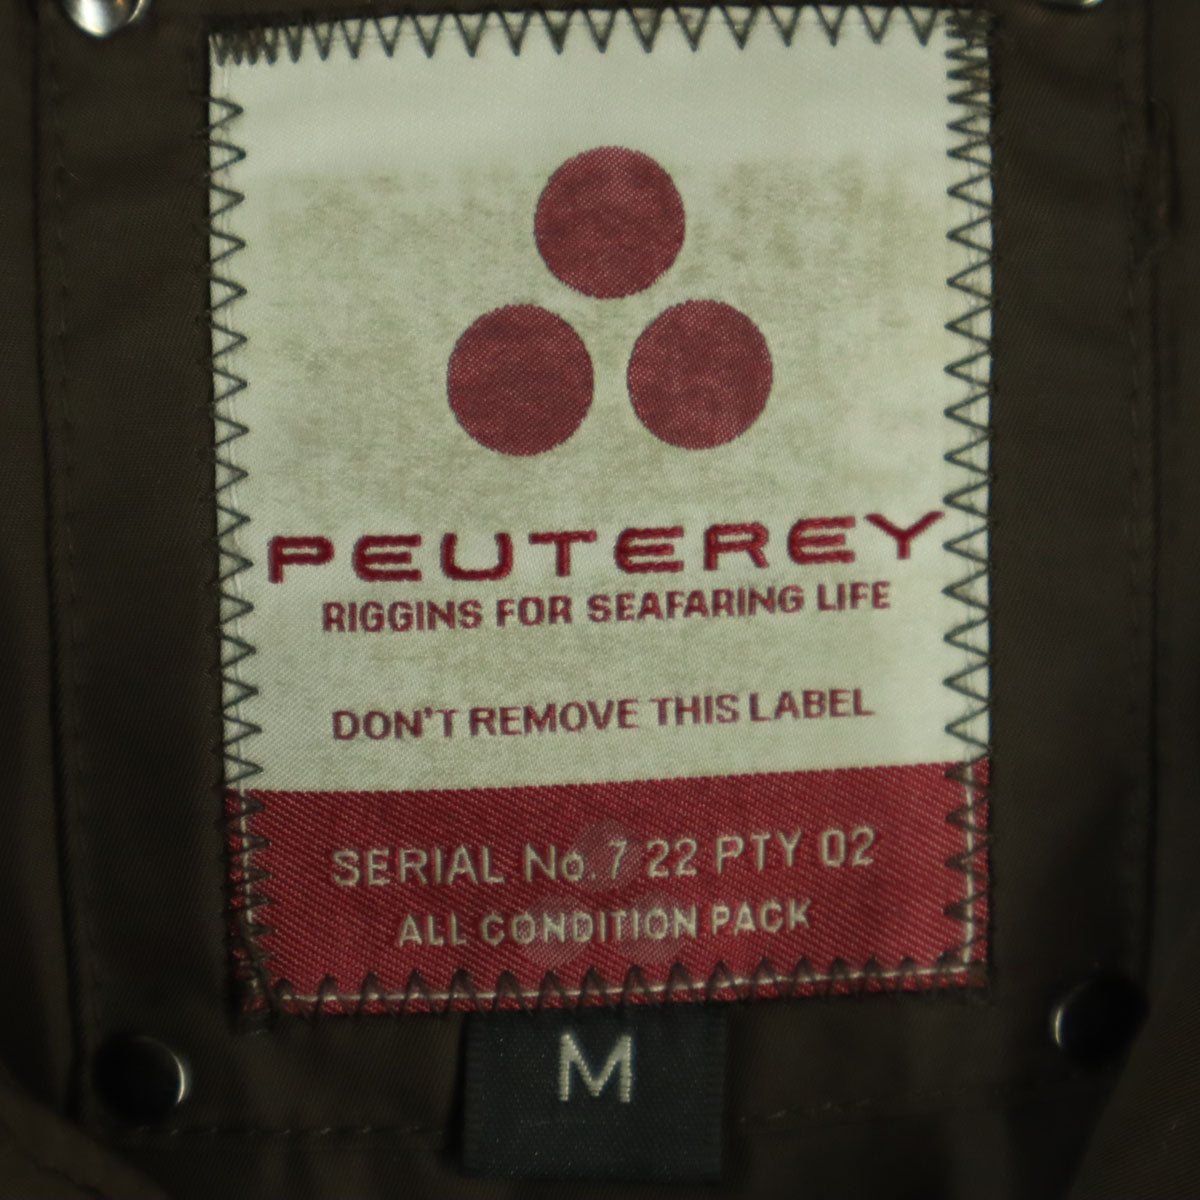 PEUTEREY
RIGGINS FOR SEAFARING LIFE
DON'T REMOVE THIS LABEL
SERIAL No.7 22 PTY 02
ALL CONDITION PACK
M